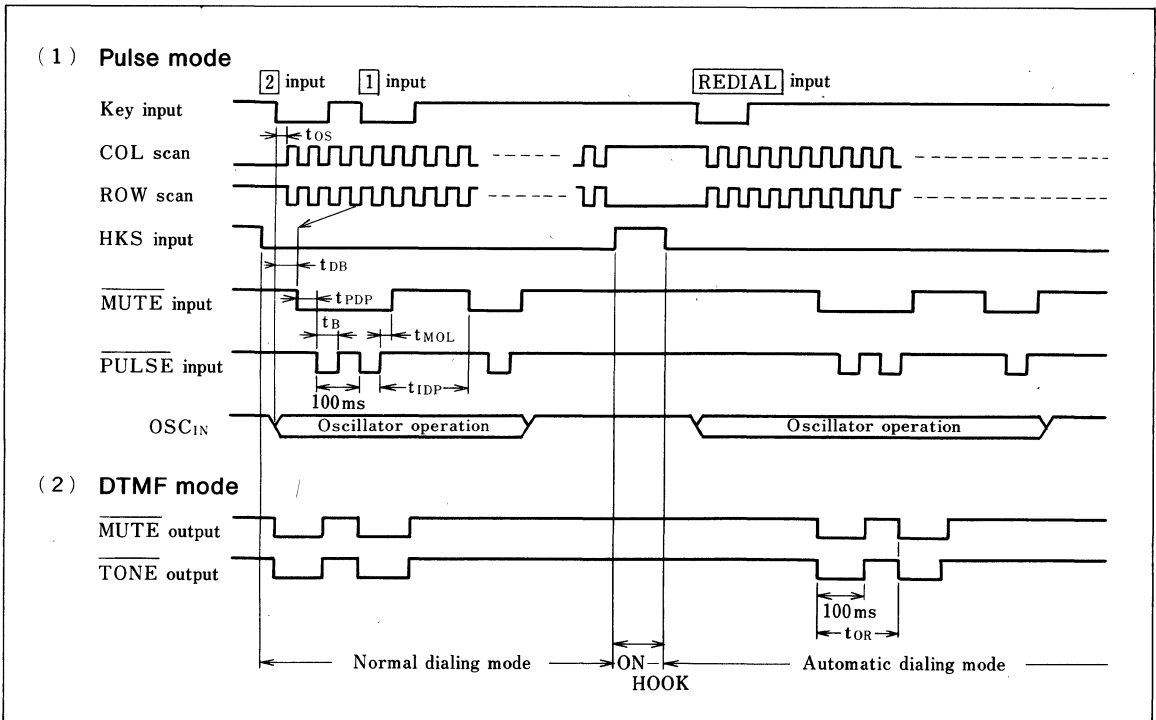 (1) Pulse mode
2 input 1 input REDIAL input
Key input
tOS
COL scan
ROW scan
HKS input
tDB
MUTE input
tPDP
tB
tMOL
PULSE input
tIDP
100ms
OSCIN Oscillator operation Oscillator operation
(2) DTMF mode
MUTE output
TONE output
100ms
tOR
Normal dialing mode ON- Automatic dialing mode
HOOK